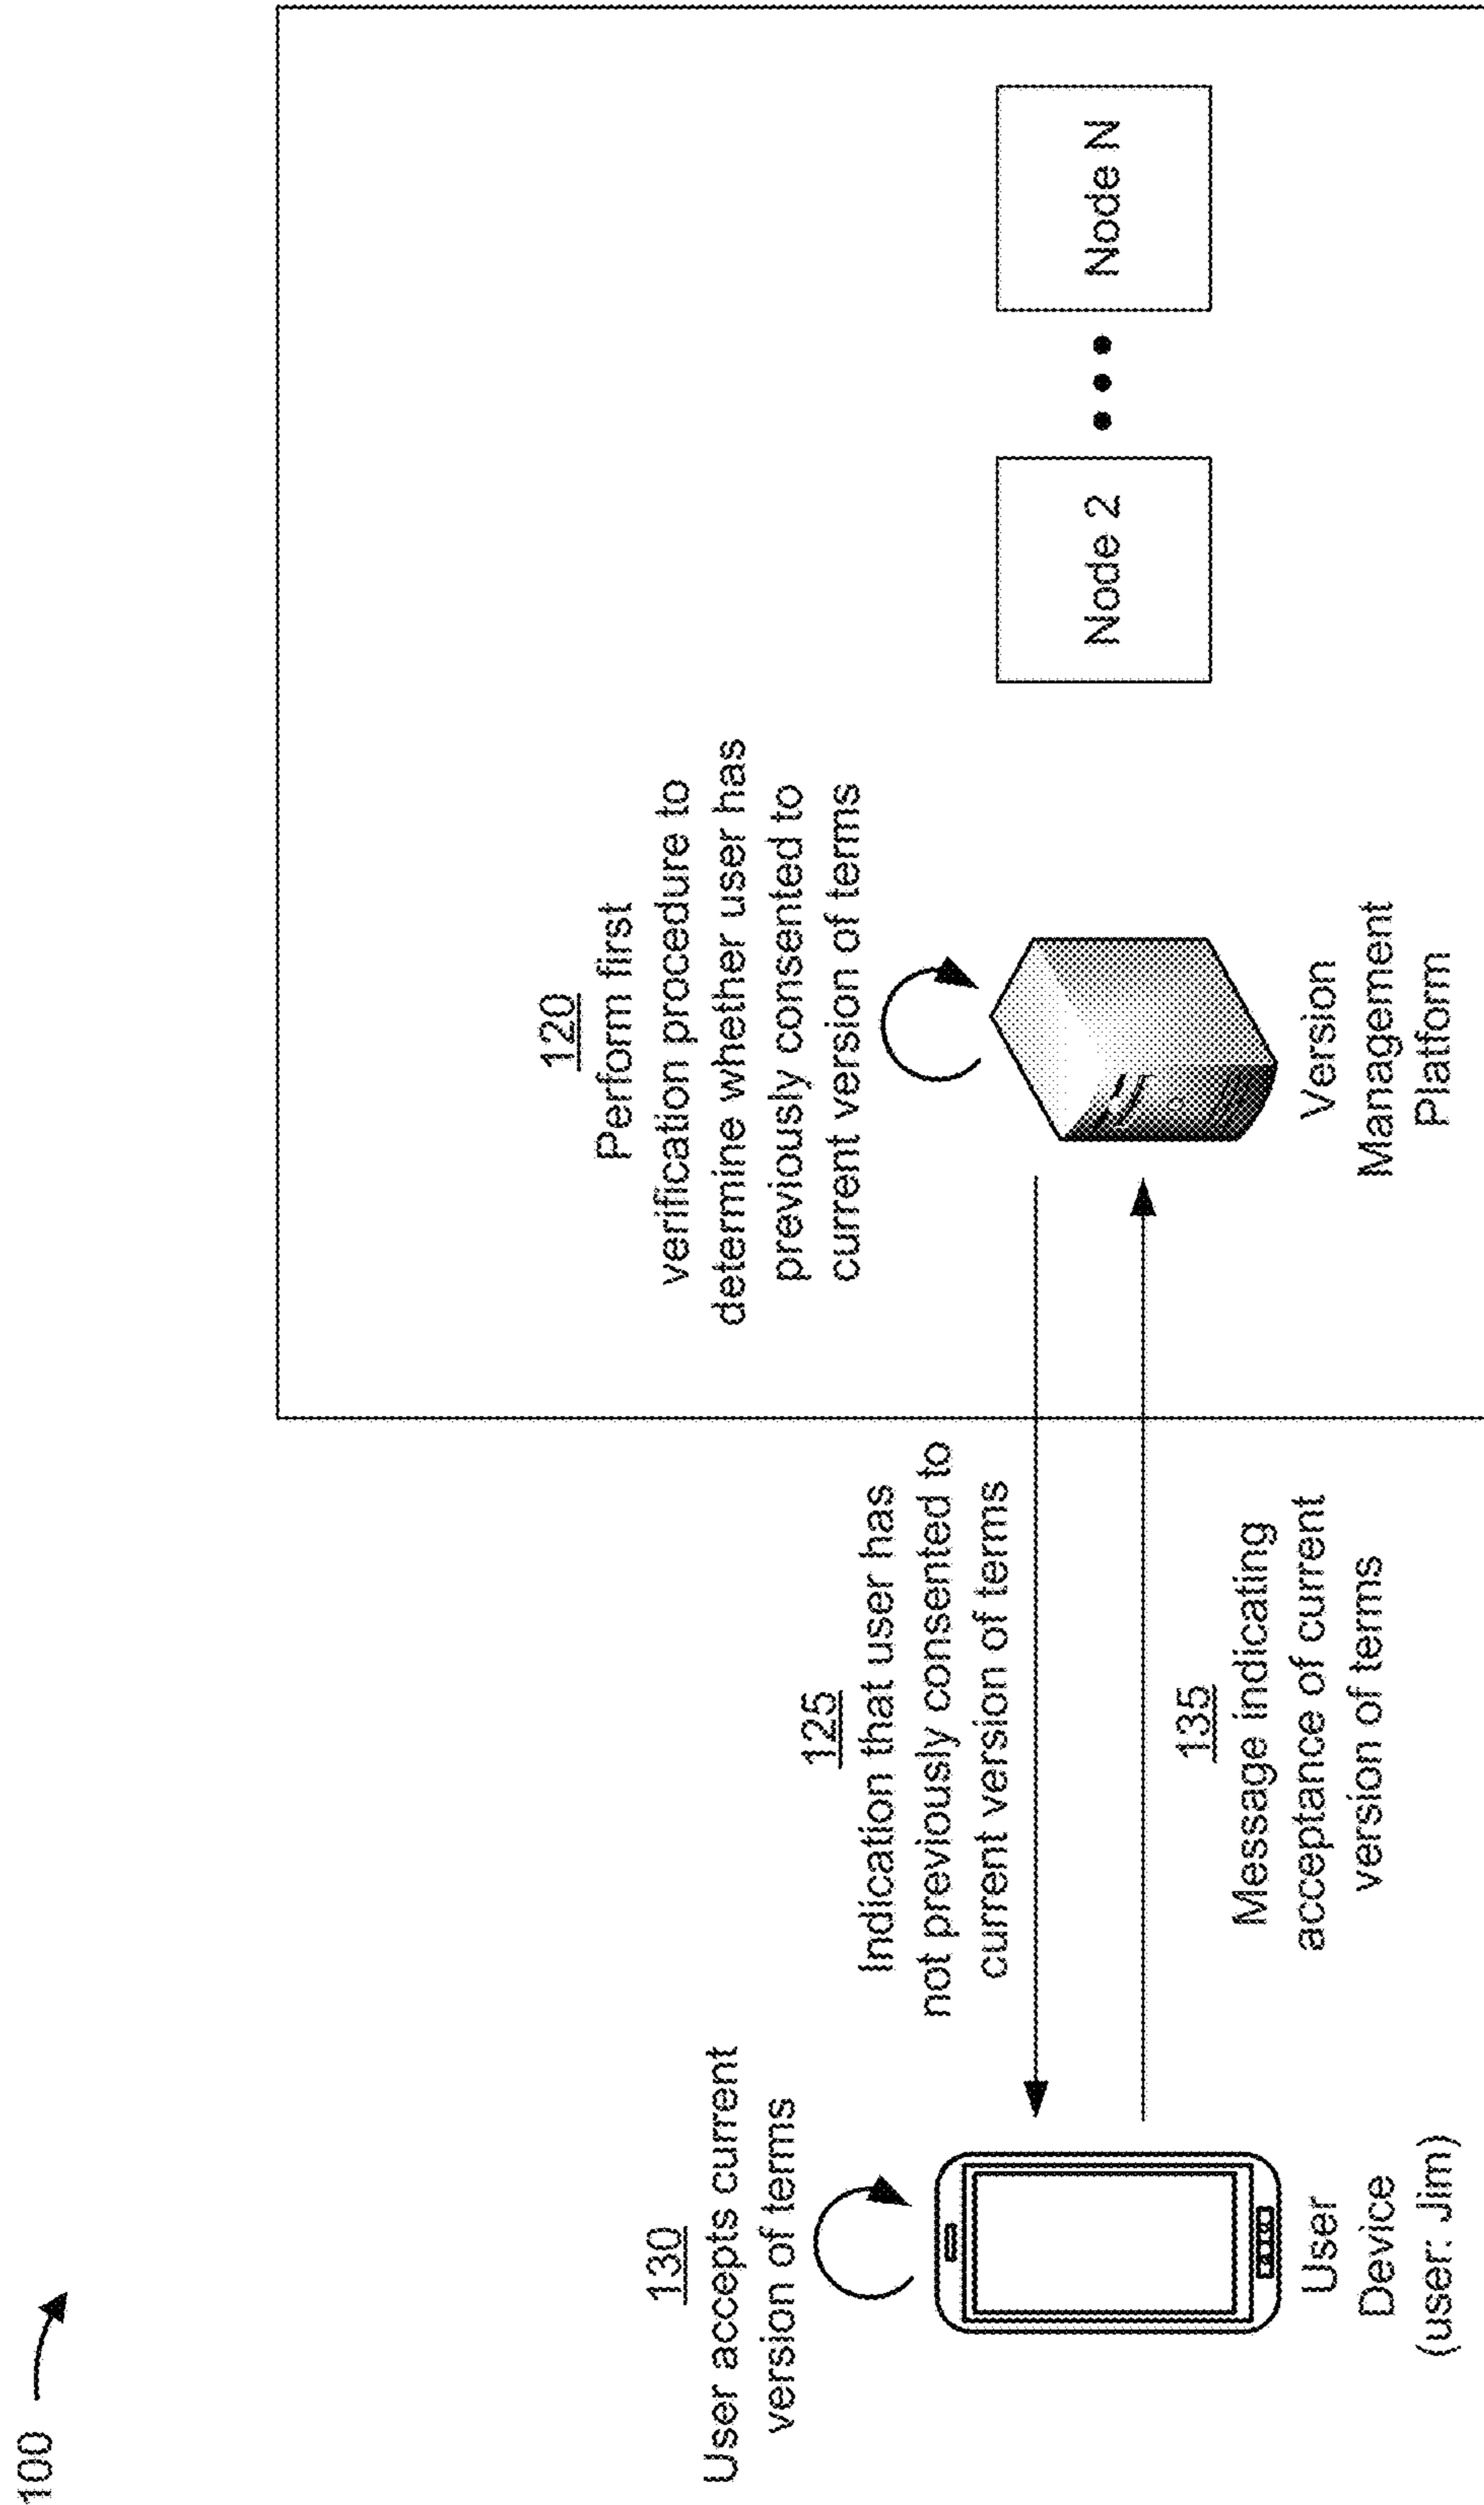 100
120
Perform first
verification procedure to
determine whether user has
previously consented to
current version of terms
125
Indication that user has
not previously consented to
current version of terms
130
User accepts current
version of terms
135
Message indicating
acceptance of current
version of terms
User
Device
(user: Jim)
Version
Management
Platform
Node 2
Node N